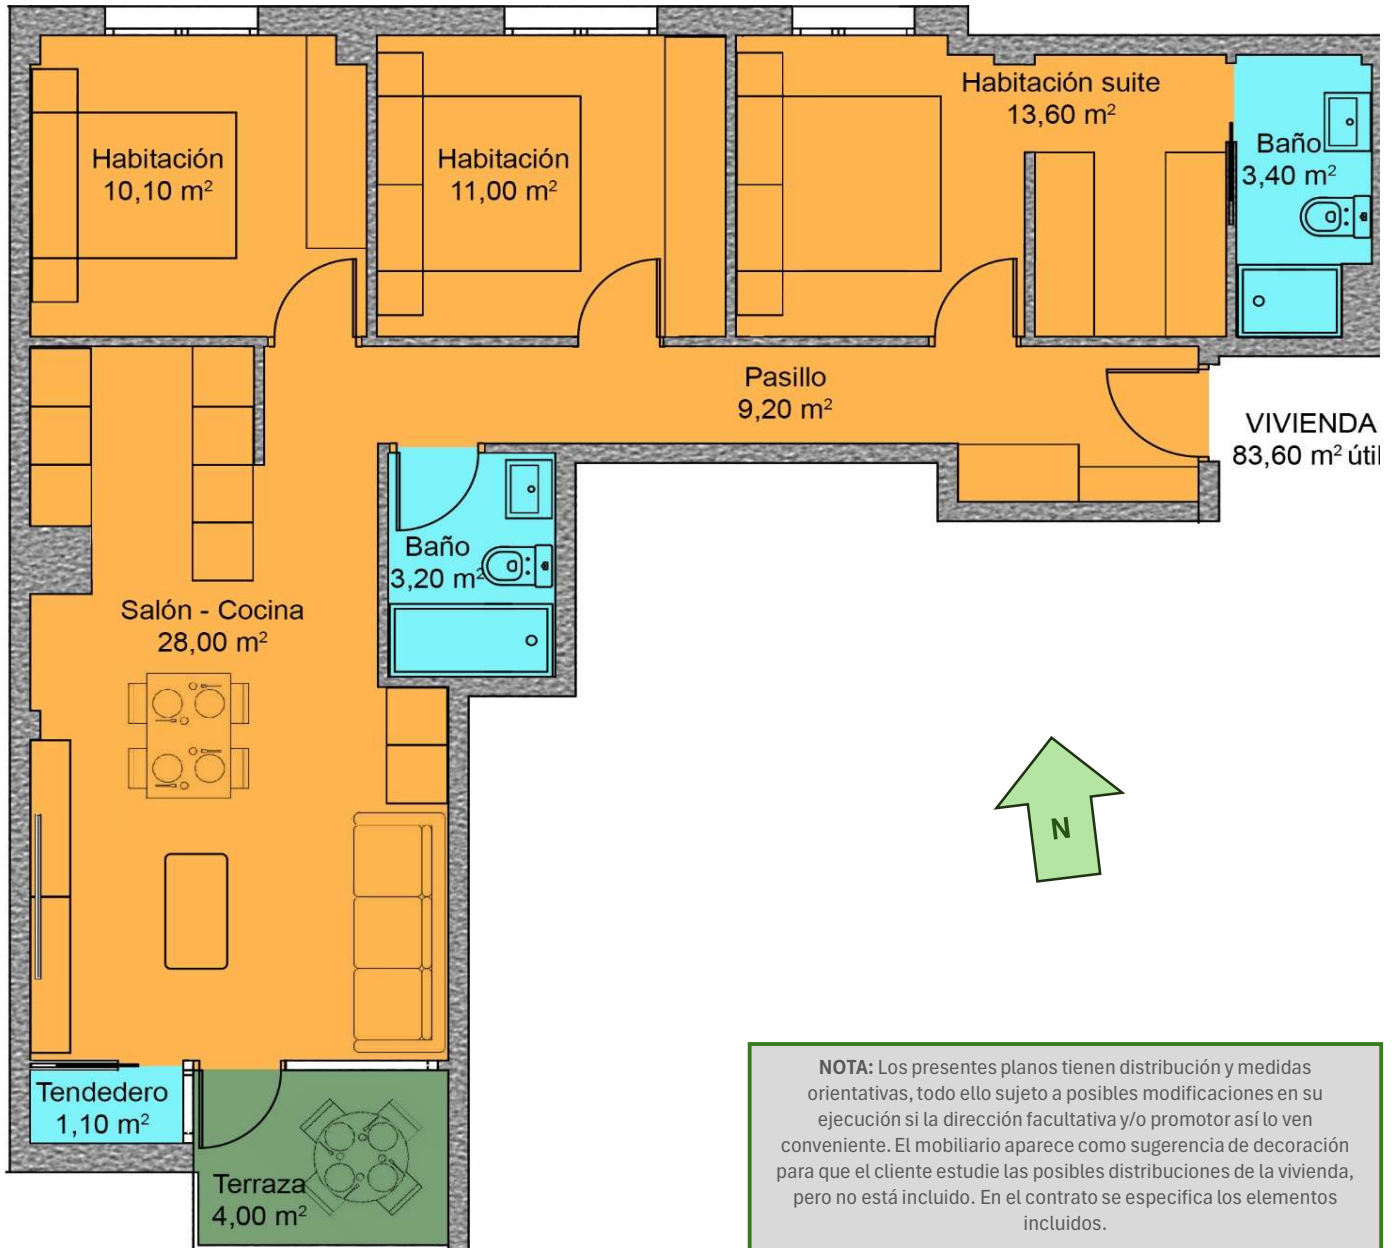 Habitación suite
13,60 m²
Habitación
10,10 m²
Habitación
11,00 m²
Baño
3,40 m²
Pasillo
9,20 m²
VIVIENDA
83,60 m² útil
Baño
3,20 m²
Salón - Cocina
28,00 m²
N
Tendedero
1,10 m²
Terraza
4,00 m²
NOTA: Los presentes planos tienen distribución y medidas
orientativas, todo ello sujeto a posibles modificaciones en su
ejecución si la dirección facultativa y/o promotor así lo ven
conveniente. El mobiliario aparece como sugerencia de decoración
para que el cliente estudie las posibles distribuciones de la vivienda,
pero no está incluido. En el contrato se especifica los elementos
incluidos.